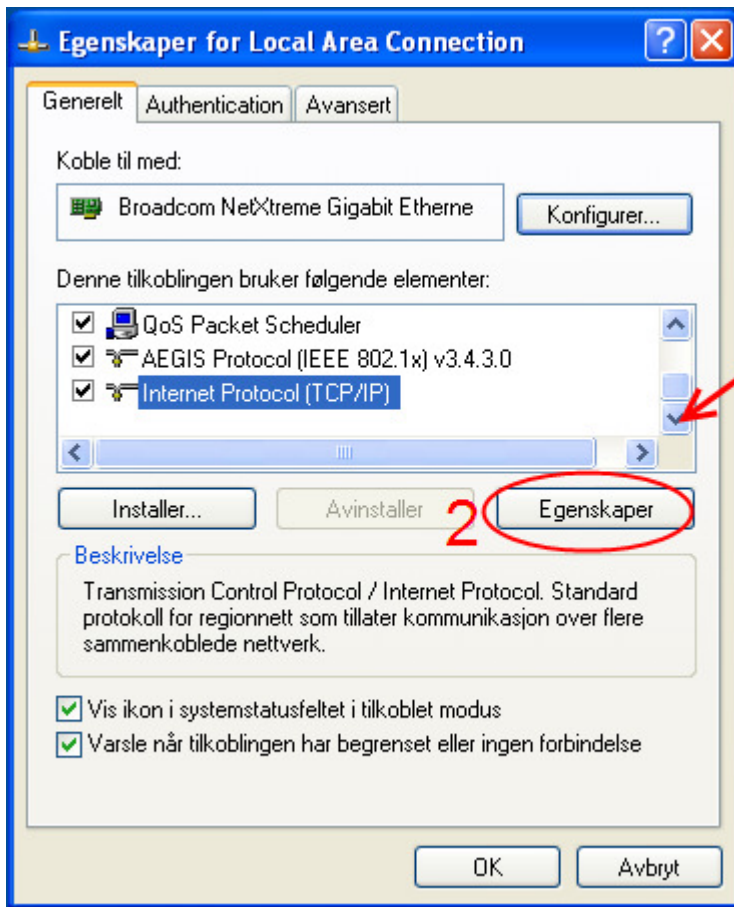 Egenskaper for Local Area Connection
Generelt Authentication Avansert
Koble til med:
Broadcom NetXtreme Gigabit Etherne Konfigurer...
Denne tilkoblingen bruker følgende elementer:
QoS Packet Scheduler
AEGIS Protocol (IEEE 802.1x) v3.4.3.0
Internet Protocol (TCP/IP)
Installer... Avinstaller 2 Egenskaper
Beskrivelse
Transmission Control Protocol / Internet Protocol. Standard
protokoll for regionnett som tillater kommunikasjon over flere
sammenkoblede nettverk.
Vis ikon i systemstatusfeltet i tilkoblet modus
Varsle når tilkoblingen har begrenset eller ingen forbindelse
OK Avbryt